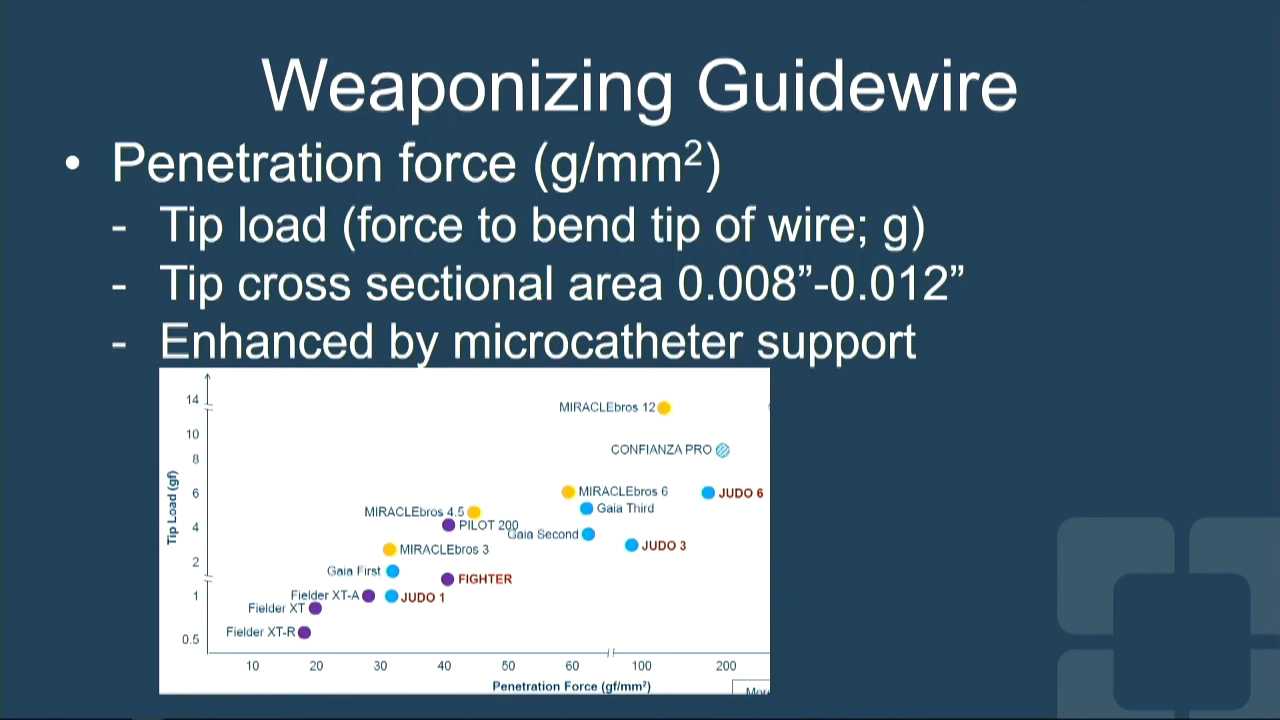 Weaponizing Guidewire
• Penetration force (g/mm²)
- Tip load (force to bend tip of wire; g)
- Tip cross sectional area 0.008”-0.012”
- Enhanced by microcatheter support
14
MIRACLEbros 12
10
CONFIANZA PRO
8
6
MIRACLEbros 6
JUDO 6
MIRACLEbros 4.5
Gaia Third
4
PILOT 200
Gaia Second
JUDO 3
MIRACLEbros 3
2
Gaia First
FIGHTER
1
Fielder XT-A
JUDO 1
Fielder XT
Fielder XT-R
0.5
Tip Load (gf)
10 20 30 40 50 60 100 200
Penetration Force (gf/mm²)